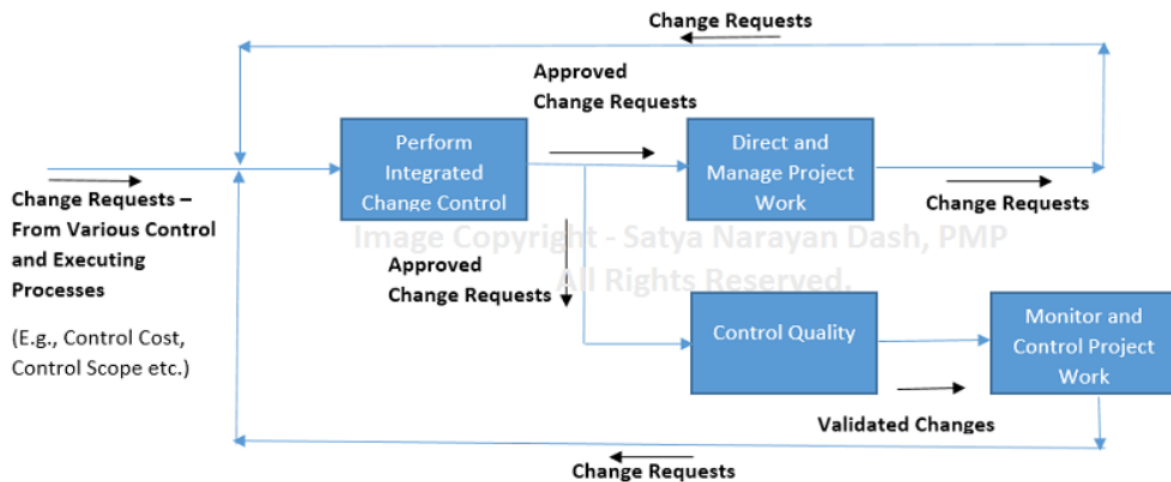 Change Requests
Approved
Change Requests
Perform
Integrated
Change Control
Direct and
Manage Project
Work
Change Requests –
From Various Control
and Executing
Processes
(E.g., Control Cost,
Control Scope etc.)
Change Requests
Image Copyright - Satya Narayan Dash, PMP
All Rights Reserved.
Approved
Change Requests
Control Quality
Monitor and
Control Project
Work
Validated Changes
Change Requests